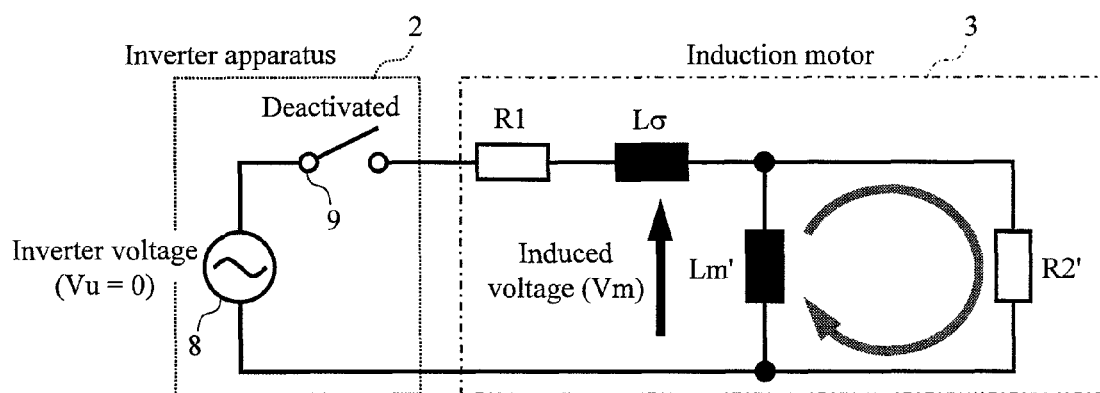 2
3
Inverter apparatus
Induction motor
Deactivated
R1
Lσ
9
Inverter voltage
(Vu = 0)
Induced
voltage (Vm)
Lm'
R2'
8